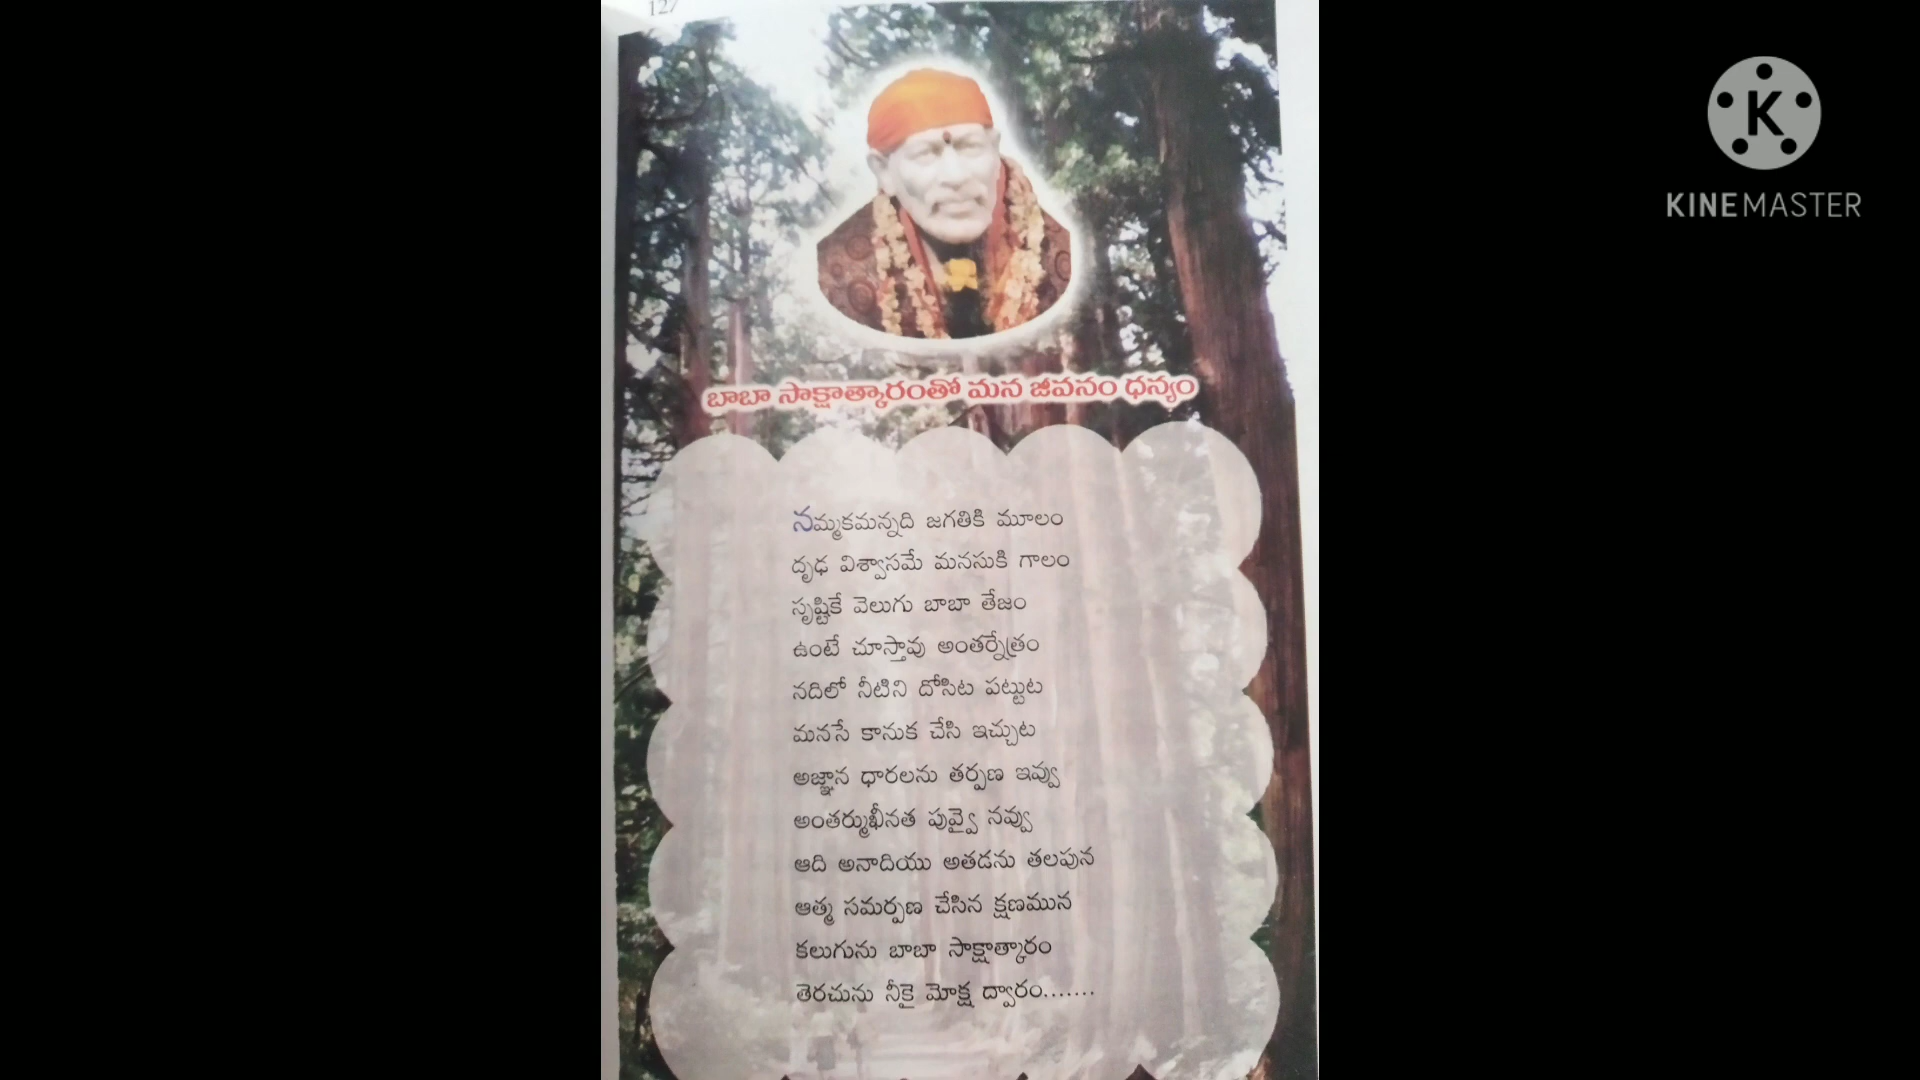 127
KINEMASTER
బాబా సాక్షాత్కారంతో మన జీవనం ధన్యం
నమ్మకమన్నది జగతికి మూలం
దృఢ విశ్వాసమే మనసుకి గాలం
సృష్టికే వెలుగు బాబా తేజం
ఉంటే చూస్తావు అంతర్నేత్రం
నదిలో నీటిని దోసిట పట్టుట
మనసే కానుక చేసి ఇచ్చుట
అజ్ఞాన ధారలను తర్పణ ఇవ్వు
అంతర్ముఖీనత పువ్వై నవ్వు
ఆది అనాదియు అతడను తలపున
ఆత్మ సమర్పణ చేసిన క్షణమున
కలుగును బాబా సాక్షాత్కారం
తెరచును నీకై మోక్ష ద్వారం.......